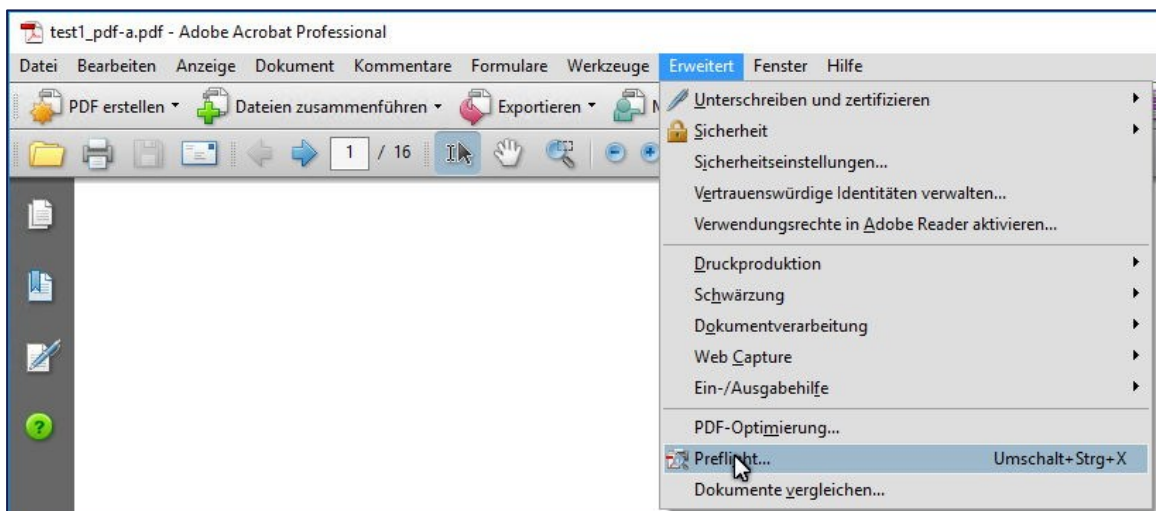 test1_pdf-a.pdf - Adobe Acrobat Professional
Datei Bearbeiten Anzeige Dokument Kommentare Formulare Werkzeuge Erweitert Fenster Hilfe
PDF erstellen Dateien zusammenführen Exportieren
1 / 16
Unterschreiben und zertifizieren
Sicherheit
Sicherheitseinstellungen...
Vertrauenswürdige Identitäten verwalten...
Verwendungsrechte in Adobe Reader aktivieren...
Druckproduktion
Schwärzung
Dokumentverarbeitung
Web Capture
Ein-/Ausgabehilfe
PDF-Optimierung...
Preflight... Umschalt+Strg+X
Dokumente vergleichen...